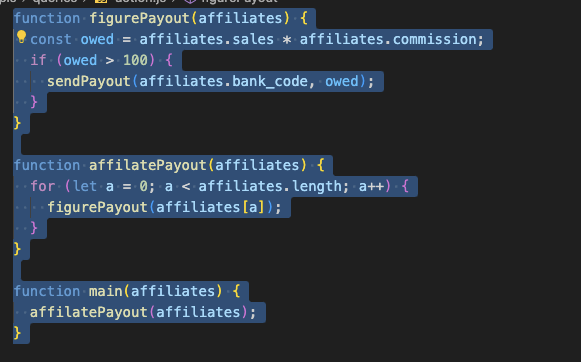 function figurePayout(affiliates) {
  const owed = affiliates.sales * affiliates.commission;
  if (owed > 100) {
    sendPayout(affiliates.bank_code, owed);
  }
}

function affilatePayout(affiliates) {
  for (let a = 0; a < affiliates.length; a++) {
    figurePayout(affiliates[a]);
  }
}

function main(affiliates) {
  affilatePayout(affiliates);
}